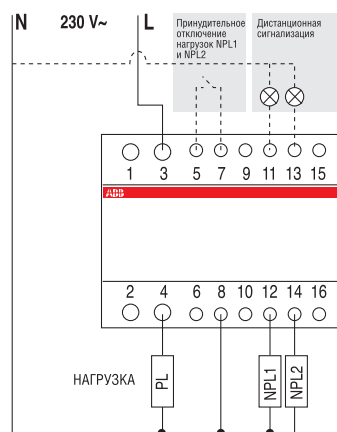 N 230 V~ L
Принудительное
отключение
нагрузок NPL1
и NPL2
Дистанционная
сигнализация
1 3 5 7 9 11 13 15
ABB
2 4 6 8 10 12 14 16
НАГРУЗКА PL NPL1 NPL2